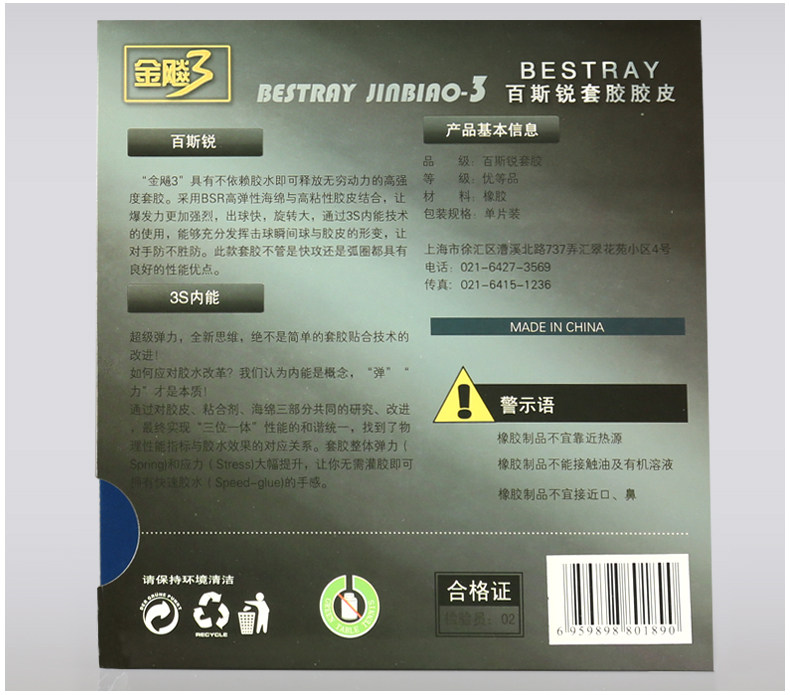 金飚3
BESTRAY JINBIAO-3
BESTRAY
百斯锐套胶胶皮
百斯锐
“金飚3”具有不依赖胶水即可释放无穷动力的高强
度套胶。采用BSR高弹性海绵与高粘性胶皮结合，让
爆发力更加强烈，出球快，旋转大，通过3S内能技术
的使用，能够充分发挥击球瞬间球与胶皮的形变，让
对手防不胜防。此款套胶不管是快攻还是弧圈都具有
良好的性能优点。
3S内能
超级弹力，全新思维，绝不是简单的套胶贴合技术的
改进！
如何应对胶水改革？我们认为内能是概念，“弹”“
力”才是本质！
通过对胶皮、粘合剂、海绵三部分共同的研究、改进
，最终实现“三位一体”性能的和谐统一，找到了物
理性能指标与胶水效果的对应关系。套胶整体弹力（
Spring)和应力（Stress)大幅提升，让你无需灌胶即可
拥有快速胶水（Speed-glue)的手感。
产品基本信息
品 级：百斯锐套胶
等 级：优等品
材 料：橡胶
包装规格：单片装
上海市徐汇区漕溪北路737弄汇翠花苑小区4号
电话：021-6427-3569
传真：021-6415-1236
MADE IN CHINA
警示语
橡胶制品不宜靠近热源
橡胶制品不能接触油及有机溶液
橡胶制品不宜接近口、鼻
请保持环境清洁
DER GRÜNE PUNKT
RECYCLE
GREEN TABLE TENNIS
合格证
检验员：02
6 959898 801890